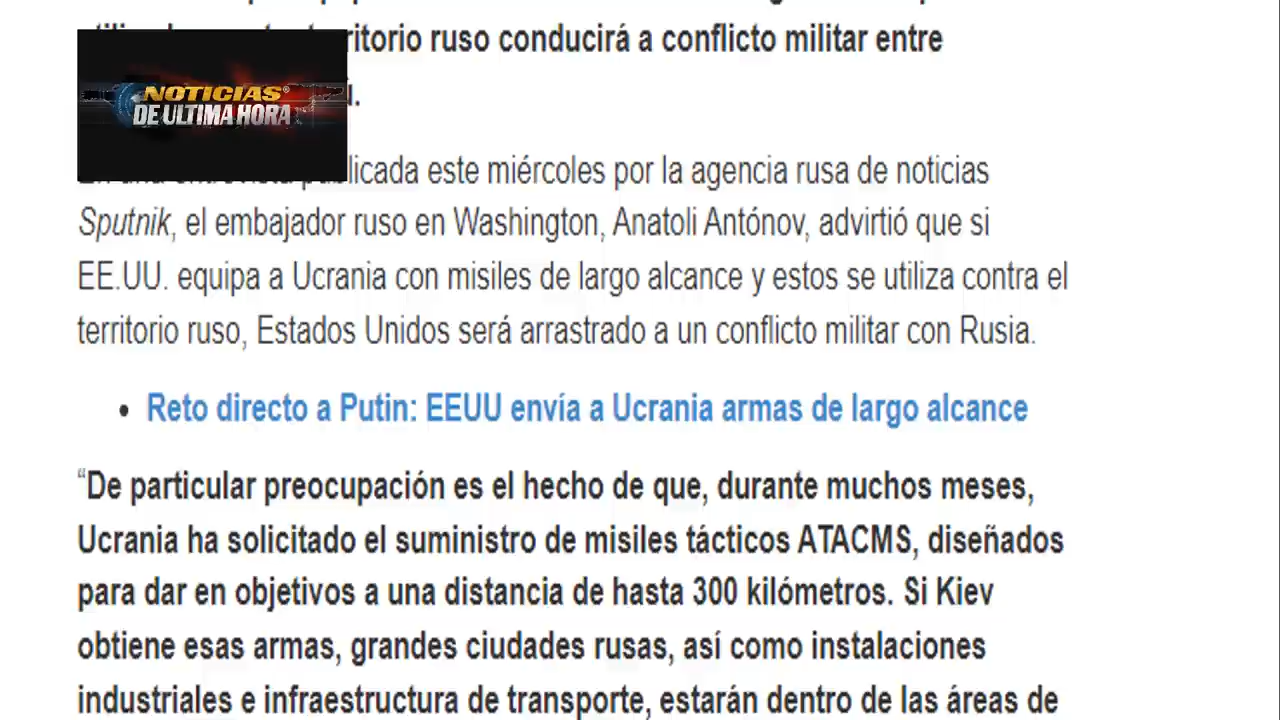 ritorio ruso conducirá a conflicto militar entre
NOTICIAS®
DE ULTIMA HORA
licada este miércoles por la agencia rusa de noticias
Sputnik, el embajador ruso en Washington, Anatoli Antónov, advirtió que si
EE.UU. equipa a Ucrania con misiles de largo alcance y estos se utiliza contra el
territorio ruso, Estados Unidos será arrastrado a un conflicto militar con Rusia.
• Reto directo a Putin: EEUU envía a Ucrania armas de largo alcance
“De particular preocupación es el hecho de que, durante muchos meses,
Ucrania ha solicitado el suministro de misiles tácticos ATACMS, diseñados
para dar en objetivos a una distancia de hasta 300 kilómetros. Si Kiev
obtiene esas armas, grandes ciudades rusas, así como instalaciones
industriales e infraestructura de transporte, estarán dentro de las áreas de